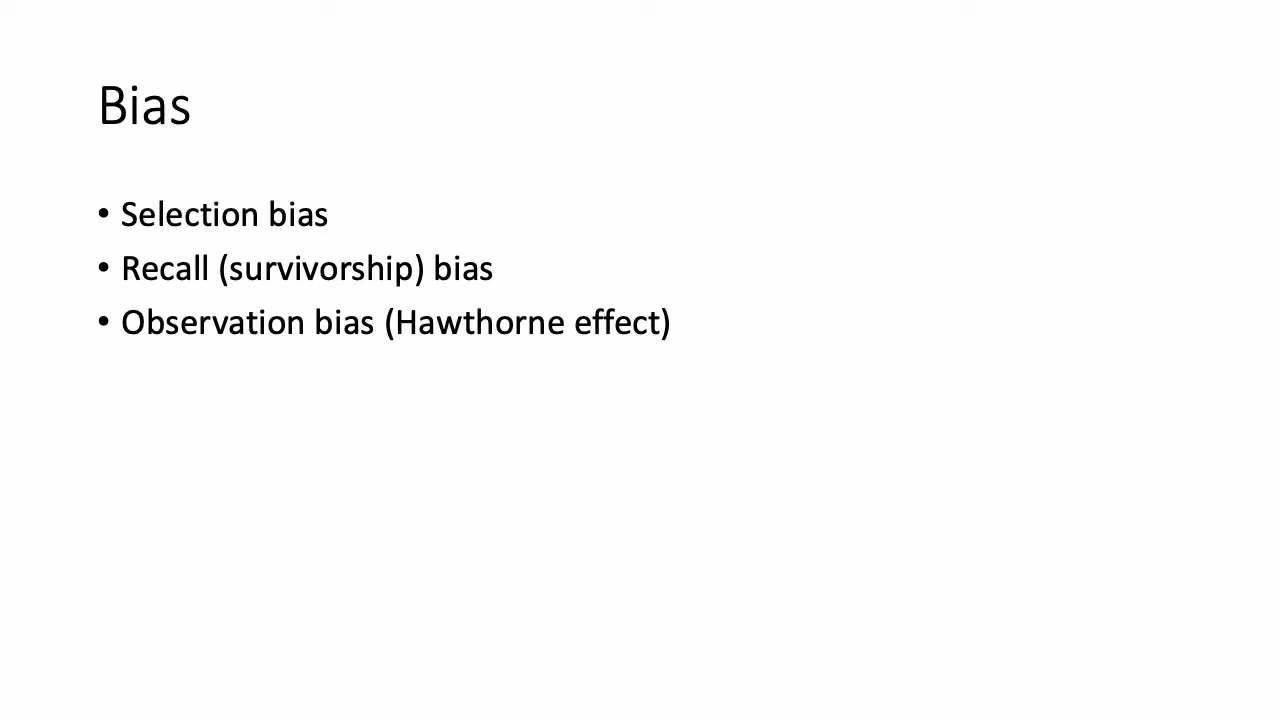 Bias
• Selection bias
• Recall (survivorship) bias
• Observation bias (Hawthorne effect)